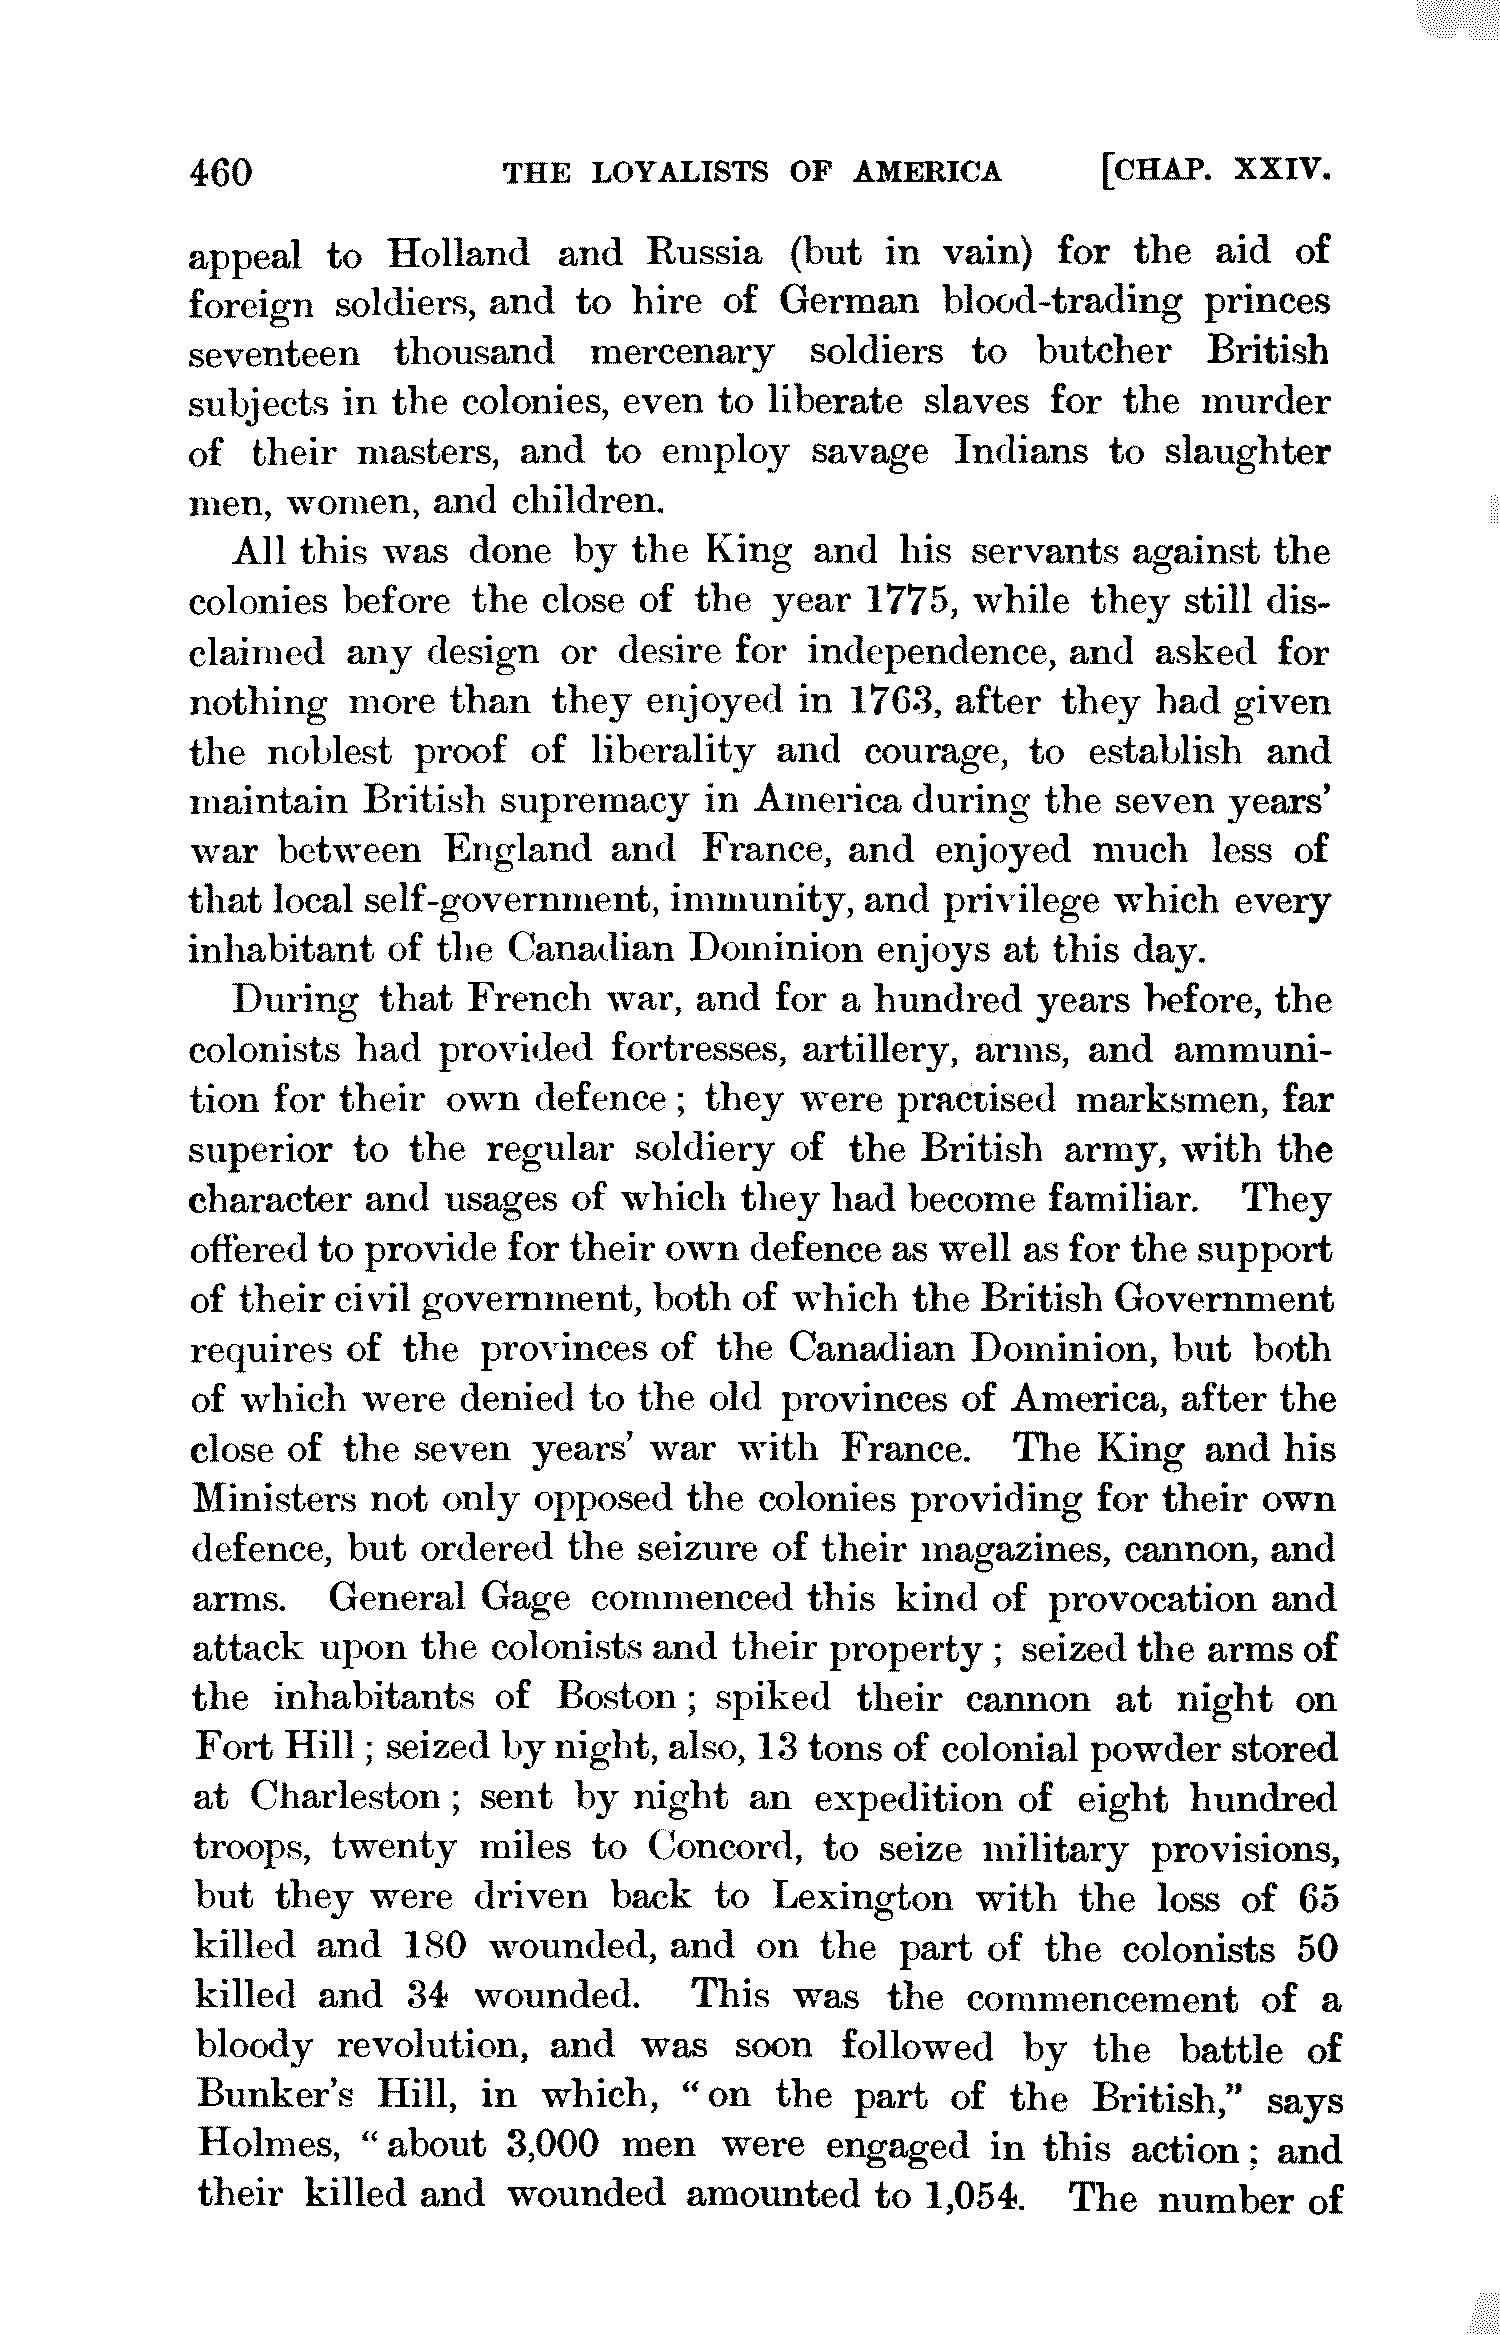 460 THE LOYALISTS OF AMERICA [CHAP. XXIV.
appeal to Holland and Russia (but in vain) for the aid of
foreign soldiers, and to hire of German blood-trading princes
seventeen thousand mercenary soldiers to butcher British
subjects in the colonies, even to liberate slaves for the murder
of their masters, and to employ savage Indians to slaughter
men, women, and children.
All this was done by the King and his servants against the
colonies before the close of the year 1775, while they still dis-
claimed any design or desire for independence, and asked for
nothing more than they enjoyed in 1763, after they had given
the noblest proof of liberality and courage, to establish and
maintain British supremacy in America during the seven years'
war between England and France, and enjoyed much less of
that local self-government, immunity, and privilege which every
inhabitant of the Canadian Dominion enjoys at this day.
During that French war, and for a hundred years before, the
colonists had provided fortresses, artillery, arms, and ammuni-
tion for their own defence; they were practised marksmen, far
superior to the regular soldiery of the British army, with the
character and usages of which they had become familiar. They
offered to provide for their own defence as well as for the support
of their civil government, both of which the British Government
requires of the provinces of the Canadian Dominion, but both
of which were denied to the old provinces of America, after the
close of the seven years' war with France. The King and his
Ministers not only opposed the colonies providing for their own
defence, but ordered the seizure of their magazines, cannon, and
arms. General Gage commenced this kind of provocation and
attack upon the colonists and their property; seized the arms of
the inhabitants of Boston; spiked their cannon at night on
Fort Hill; seized by night, also, 13 tons of colonial powder stored
at Charleston; sent by night an expedition of eight hundred
troops, twenty miles to Concord, to seize military provisions,
but they were driven back to Lexington with the loss of 65
killed and 180 wounded, and on the part of the colonists 50
killed and 34 wounded. This was the commencement of a
bloody revolution, and was soon followed by the battle of
Bunker's Hill, in which, "on the part of the British," says
Holmes, "about 3,000 men were engaged in this action; and
their killed and wounded amounted to 1,054. The number of